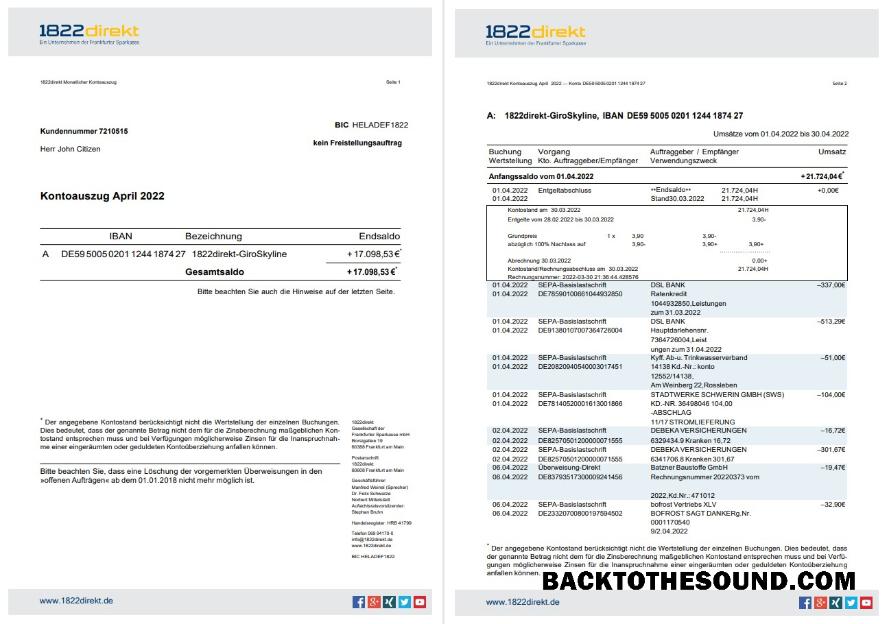 1822direkt
Ein Unternehmen der Frankfurter Sparkasse
1822direkt Monatlicher Kontoauszug Seite 1
BIC HELADEF1822
Kundennummer 7210515
kein Freistellungsauftrag
Herr John Citizen
Kontoauszug April 2022
IBAN Bezeichnung Endsaldo
A DE59 5005 0201 1244 1874 27 1822direkt-GiroSkyline + 17.098,53 €*
Gesamtsaldo + 17.098,53 €*
Bitte beachten Sie auch die Hinweise auf der letzten Seite.
* Der angegebene Kontostand berücksichtigt nicht die Wertstellung der einzelnen Buchungen.
Dies bedeutet, dass der genannte Betrag nicht dem für die Zinsberechnung maßgeblichen Kon-
tostand entsprechen muss und bei Verfügungen möglicherweise Zinsen für die Inanspruchnah-
me einer eingeräumten oder geduldeten Kontoüberziehung anfallen können.
Bitte beachten Sie, dass eine Löschung der vorgemerkten Überweisungen in den
»offenen Aufträgen« ab dem 01.01.2018 nicht mehr möglich ist.
1822direkt
Gesellschaft der
Frankfurter Sparkasse mbH
Borsigallee 19
60388 Frankfurt am Main
Postanschrift
1822direkt
60608 Frankfurt am Main
Geschäftsführer
Manfred Weirrel (Sprecher)
Dr. Felix Schwarze
Norbert Mittelstädt
Aufsichtsratsvorsitzender:
Stephan Bruhn
Handelsregister: HRB 41799
Telefon 069 94170-0
info@1822direkt.de
www.1822direkt.de
BIC HELADEF1822
www.1822direkt.de
1822direkt
Ein Unternehmen der Frankfurter Sparkasse
1822direkt Kontoauszug April 2022 — Konto DE59 5005 0201 1244 1874 27 Seite 2
A: 1822direkt-GiroSkyline, IBAN DE59 5005 0201 1244 1874 27
Umsätze vom 01.04.2022 bis 30.04.2022
Buchung Vorgang Auftraggeber / Empfänger Umsatz
Wertstellung Kto. Auftraggeber/Empfänger Verwendungszweck
Anfangssaldo vom 01.04.2022 + 21.724,04 €*
01.04.2022 Entgeltabschluss **Endsaldo** 21.724,04H +0,00€
01.04.2022 Stand30.03.2022 21.724,04H
Kontostand am 30.03.2022 21.724,04H
Entgelte vom 28.02.2022 bis 30.03.2022 3,90-
Grundpreis 1 x 3,90 3,90-
abzüglich 100% Nachlass auf 3,90- 3,90+ 3,90+
Abrechnung 30.03.2022 0,00+
Kontostand/Rechnungsabschluss am 30.03.2022 21.724,04H
Rechnungsnummer: 2022-03-30 21:36:44.428576
01.04.2022 SEPA-Basislastschrift DSL BANK –337,00€
01.04.2022 DE78590100661044932850 Ratenkredit
1044932850,Leistungen
zum 31.03.2022
01.04.2022 SEPA-Basislastschrift DSL BANK –513,29€
01.04.2022 DE91380107007364726004 Hauptdarlehensnr.
7364726004,Leist
ungen zum 31.04.2022
01.04.2022 SEPA-Basislastschrift Kyff. Ab-u. Trinkwasserverband –51,00€
01.04.2022 DE20820940540003017451 14138 Kd.-Nr.: konto
12552/14138,
Am Weinberg 22,Rossleben
01.04.2022 SEPA-Basislastschrift STADTWERKE SCHWERIN GMBH (SWS) –104,00€
01.04.2022 DE78140520001613001866 KD.-NR. 36498046 104,00
-ABSCHLAG
11/17 STROMLIEFERUNG
02.04.2022 SEPA-Basislastschrift DEBEKA VERSICHERUNGEN –16,72€
02.04.2022 DE82570501200000071555 6329434.9 Kranken 16,72
02.04.2022 SEPA-Basislastschrift DEBEKA VERSICHERUNGEN –301,67€
02.04.2022 DE82570501200000071555 6341706.8 Kranken 301,67
06.04.2022 Überweisung-Direkt Batzner Baustoffe GmbH –19,47€
06.04.2022 DE83793517300009241456 Rechnungsnummer 20220373 vom
2022,Kd.Nr.: 471012
06.04.2022 SEPA-Basislastschrift bofrost Vertriebs XLV –32,90€
06.04.2022 DE23320700800197594502 BOFROST SAGT DANKERg.Nr.
0001170540
9/2.04.2022
* Der angegebene Kontostand berücksichtigt nicht die Wertstellung der einzelnen Buchungen. Dies bedeutet, dass
der genannte Betrag nicht dem für die Zinsberechnung maßgeblichen Kontostand entsprechen muss und bei Verfü-
gungen möglicherweise Zinsen für die Inanspruchnahme einer eingeräumten oder geduldeten Kontoüberziehung
anfallen können.
BACKTOTHESOUND.COM
www.1822direkt.de